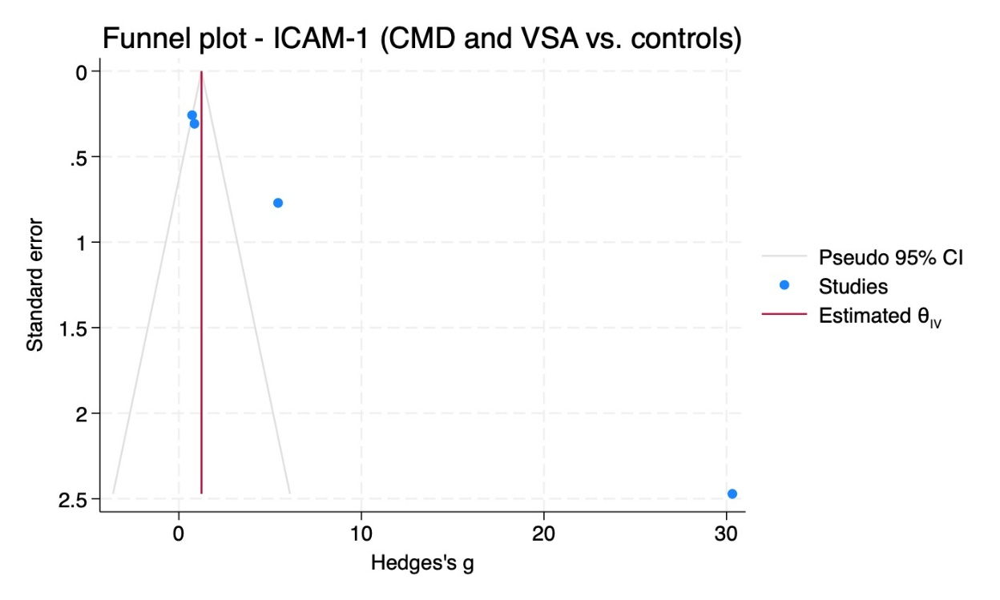 Funnel plot - ICAM-1 (CMD and VSA vs. controls)
0
.5
1
1.5
2
2.5
Standard error
0 10 20 30
Hedges's g
Pseudo 95% CI
Studies
Estimated θIV